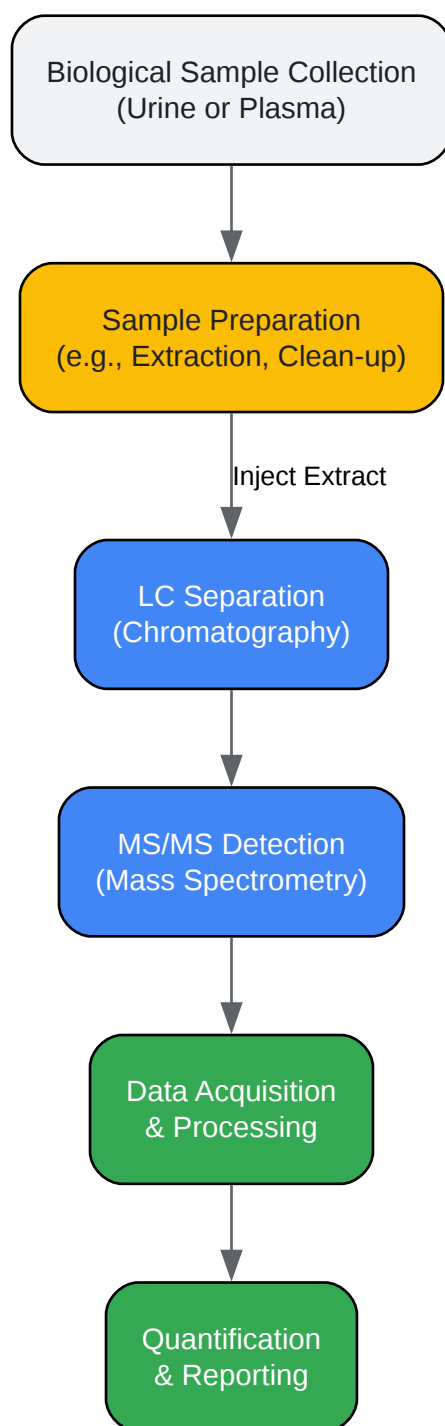 Biological Sample Collection
(Urine or Plasma)
Sample Preparation
(e.g., Extraction, Clean-up)
Inject Extract
LC Separation
(Chromatography)
MS/MS Detection
(Mass Spectrometry)
Data Acquisition
& Processing
Quantification
& Reporting